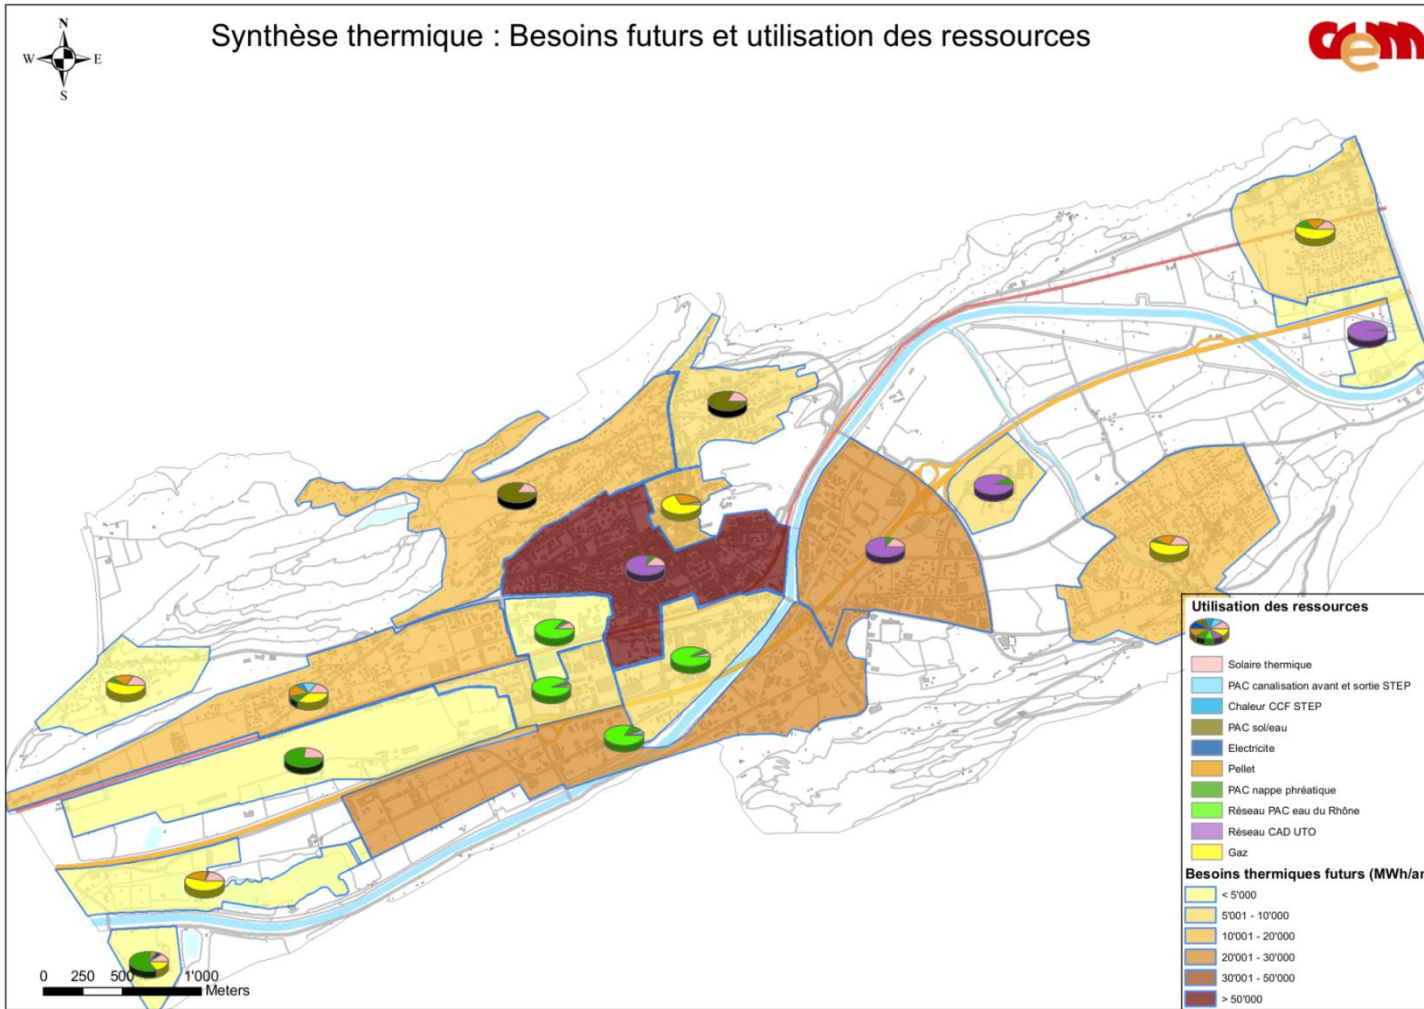 Synthèse thermique : Besoins futurs et utilisation des ressources
N
W
E
S
crem
Utilisation des ressources
Solaire thermique
PAC canalisation avant et sortie STEP
Chaleur CCF STEP
PAC sol/eau
Electricite
Pellet
PAC nappe phréatique
Réseau PAC eau du Rhône
Réseau CAD UTO
Gaz
Besoins thermiques futurs (MWh/an
< 5'000
5'001 - 10'000
10'001 - 20'000
20'001 - 30'000
30'001 - 50'000
> 50'000
0 250 500 1'000
Meters